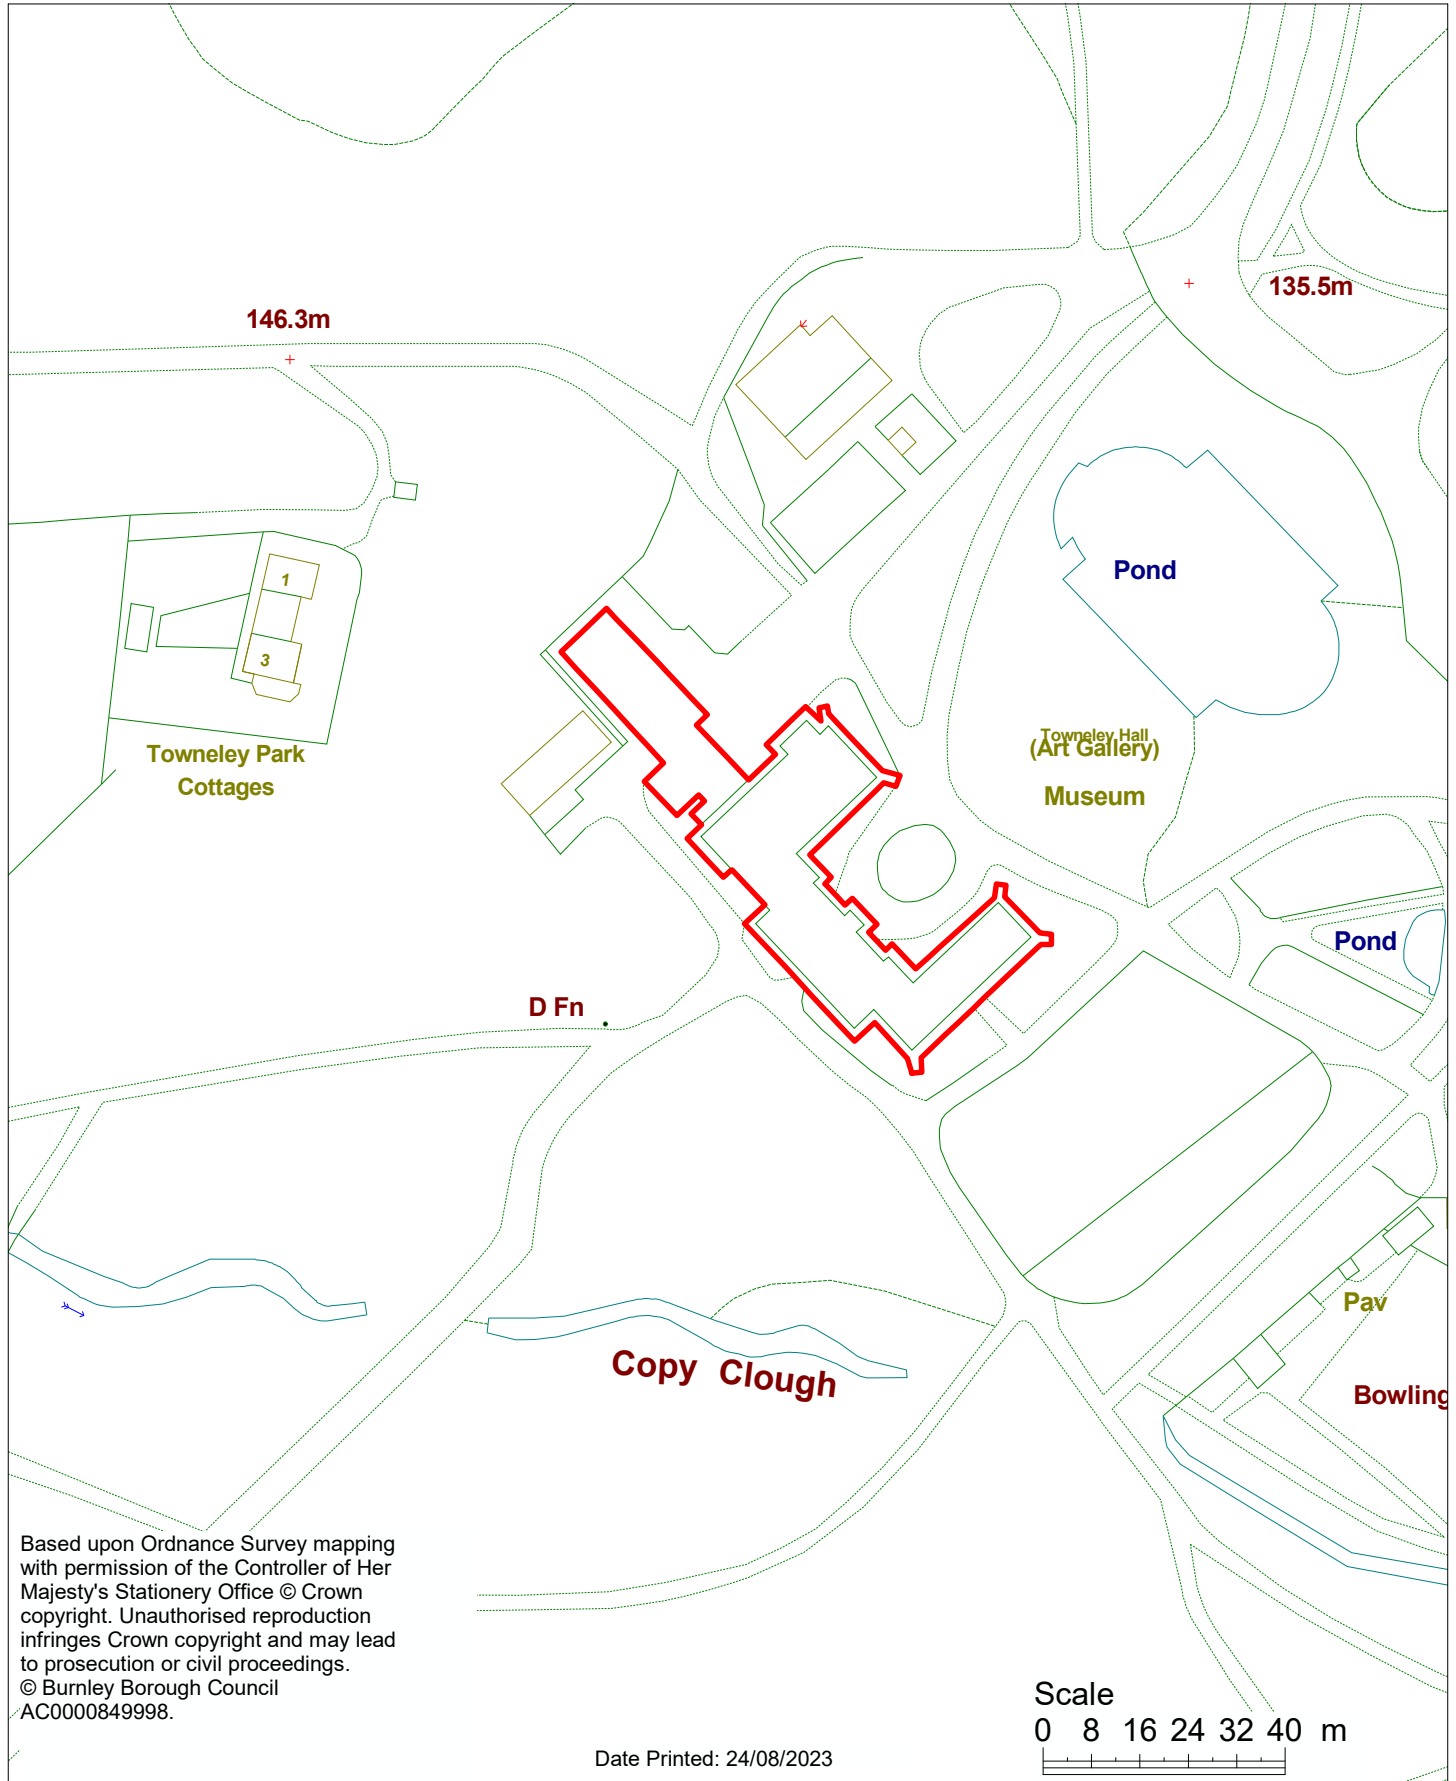 135.5m
146.3m
Pond
1
3
Towneley Hall
(Art Gallery)
Museum
Towneley Park
Cottages
Pond
D Fn
Pav
Copy Clough
Bowling
Based upon Ordnance Survey mapping
with permission of the Controller of Her
Majesty's Stationery Office © Crown
copyright. Unauthorised reproduction
infringes Crown copyright and may lead
to prosecution or civil proceedings.
© Burnley Borough Council
AC0000849998.
Scale
0 8 16 24 32 40 m
Date Printed: 24/08/2023